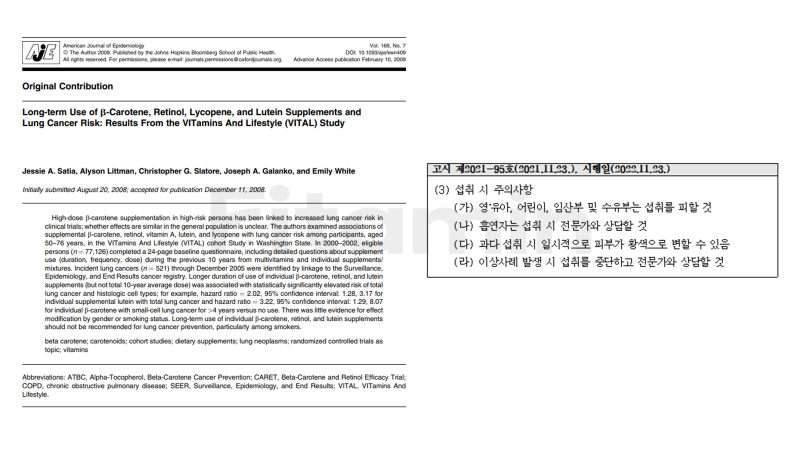 AJE
American Journal of Epidemiology
© The Author 2009. Published by the Johns Hopkins Bloomberg School of Public Health.
All rights reserved. For permissions, please e-mail: journals.permissions@oxfordjournals.org.
Vol. 169, No. 7
DOI: 10.1093/aje/kwn409
Advance Access publication February 10, 2009
Original Contribution
Long-term Use of β-Carotene, Retinol, Lycopene, and Lutein Supplements and
Lung Cancer Risk: Results From the VITamins And Lifestyle (VITAL) Study
Jessie A. Satia, Alyson Littman, Christopher G. Slatore, Joseph A. Galanko, and Emily White
Initially submitted August 20, 2008; accepted for publication December 11, 2008.
High-dose β-carotene supplementation in high-risk persons has been linked to increased lung cancer risk in
clinical trials; whether effects are similar in the general population is unclear. The authors examined associations of
supplemental β-carotene, retinol, vitamin A, lutein, and lycopene with lung cancer risk among participants, aged
50–76 years, in the VITamins And Lifestyle (VITAL) cohort Study in Washington State. In 2000–2002, eligible
persons (n = 77,126) completed a 24-page baseline questionnaire, including detailed questions about supplement
use (duration, frequency, dose) during the previous 10 years from multivitamins and individual supplements/
mixtures. Incident lung cancers (n = 521) through December 2005 were identified by linkage to the Surveillance,
Epidemiology, and End Results cancer registry. Longer duration of use of individual β-carotene, retinol, and lutein
supplements (but not total 10-year average dose) was associated with statistically significantly elevated risk of total
lung cancer and histologic cell types; for example, hazard ratio = 2.02, 95% confidence interval: 1.28, 3.17 for
individual supplemental lutein with total lung cancer and hazard ratio = 3.22, 95% confidence interval: 1.29, 8.07
for individual β-carotene with small-cell lung cancer for >4 years versus no use. There was little evidence for effect
modification by gender or smoking status. Long-term use of individual β-carotene, retinol, and lutein supplements
should not be recommended for lung cancer prevention, particularly among smokers.
beta carotene; carotenoids; cohort studies; dietary supplements; lung neoplasms; randomized controlled trials as
topic; vitamins
Abbreviations: ATBC, Alpha-Tocopherol, Beta-Carotene Cancer Prevention; CARET, Beta-Carotene and Retinol Efficacy Trial;
COPD, chronic obstructive pulmonary disease; SEER, Surveillance, Epidemiology, and End Results; VITAL, VITamins And
Lifestyle.
고시 제2021-95호(2021.11.23.), 시행일(2022.11.23.)
(3) 섭취 시 주의사항
(가) 영·유아, 어린이, 임산부 및 수유부는 섭취를 피할 것
(나) 흡연자는 섭취 시 전문가와 상담할 것
(다) 과다 섭취 시 일시적으로 피부가 황색으로 변할 수 있음
(라) 이상사례 발생 시 섭취를 중단하고 전문가와 상담할 것
Fitamin